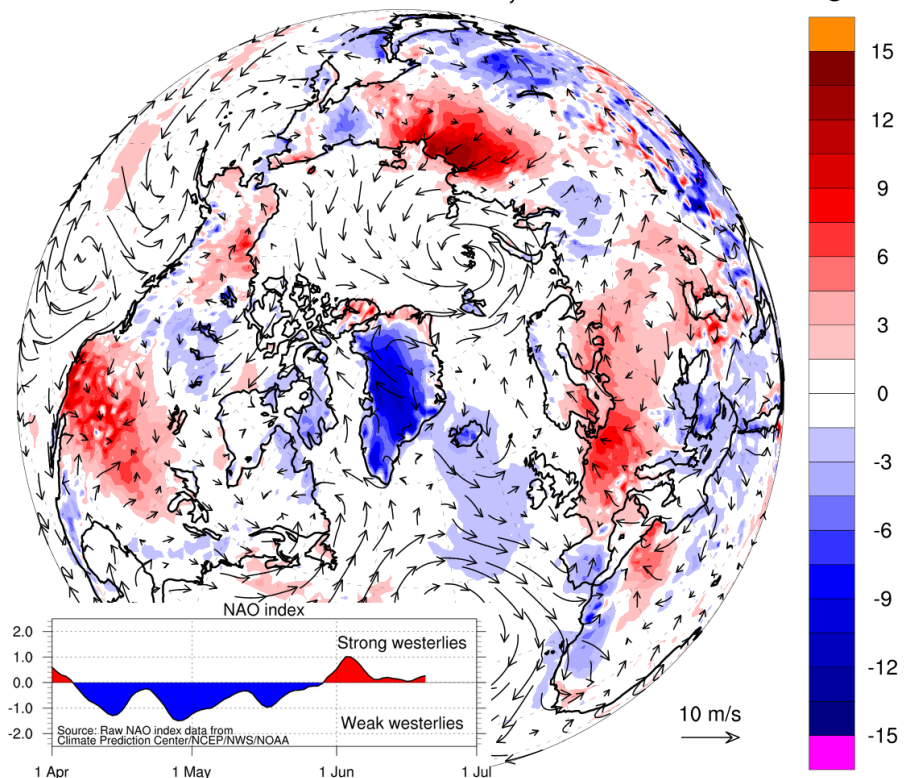 15
12
9
6
3
0
-3
-6
-9
-12
-15
10 m/s
NAO index
2.0
1.0
0.0
-1.0
-2.0
Strong westerlies
Weak westerlies
Source: Raw NAO index data from
Climate Prediction Center/NCEP/NWS/NOAA
1 Apr
1 May
1 Jun
1 Jul